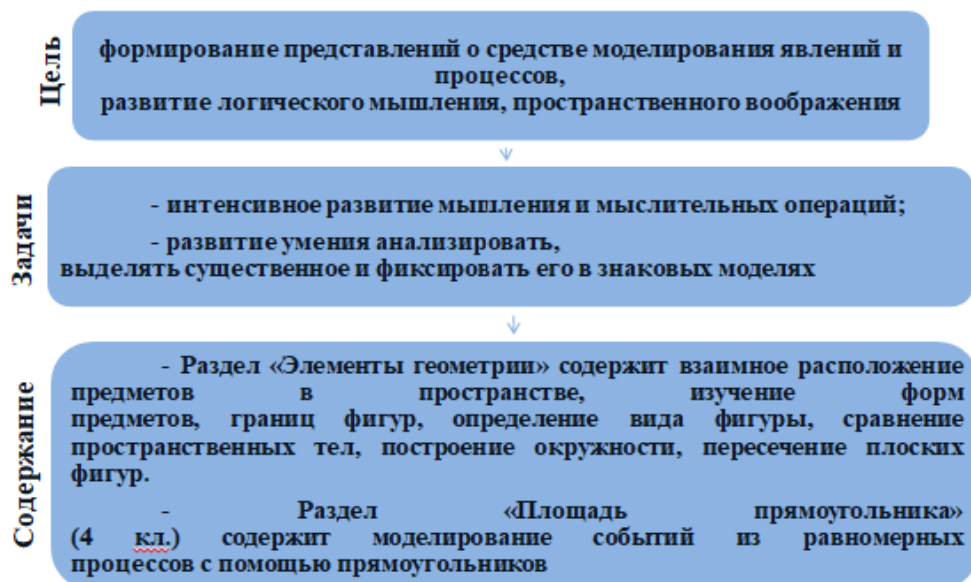 Цель
формирование представлений о средстве моделирования явлений и
процессов,
развитие логического мышления, пространственного воображения
Задачи
- интенсивное развитие мышления и мыслительных операций;
- развитие умения анализировать,
выделять существенное и фиксировать его в знаковых моделях
Содержание
- Раздел «Элементы геометрии» содержит взаимное расположение
предметов в пространстве, изучение форм
предметов, границ фигур, определение вида фигуры, сравнение
пространственных тел, построение окружности, пересечение плоских
фигур.
- Раздел «Площадь прямоугольника»
(4 кл.) содержит моделирование событий из равномерных
процессов с помощью прямоугольников